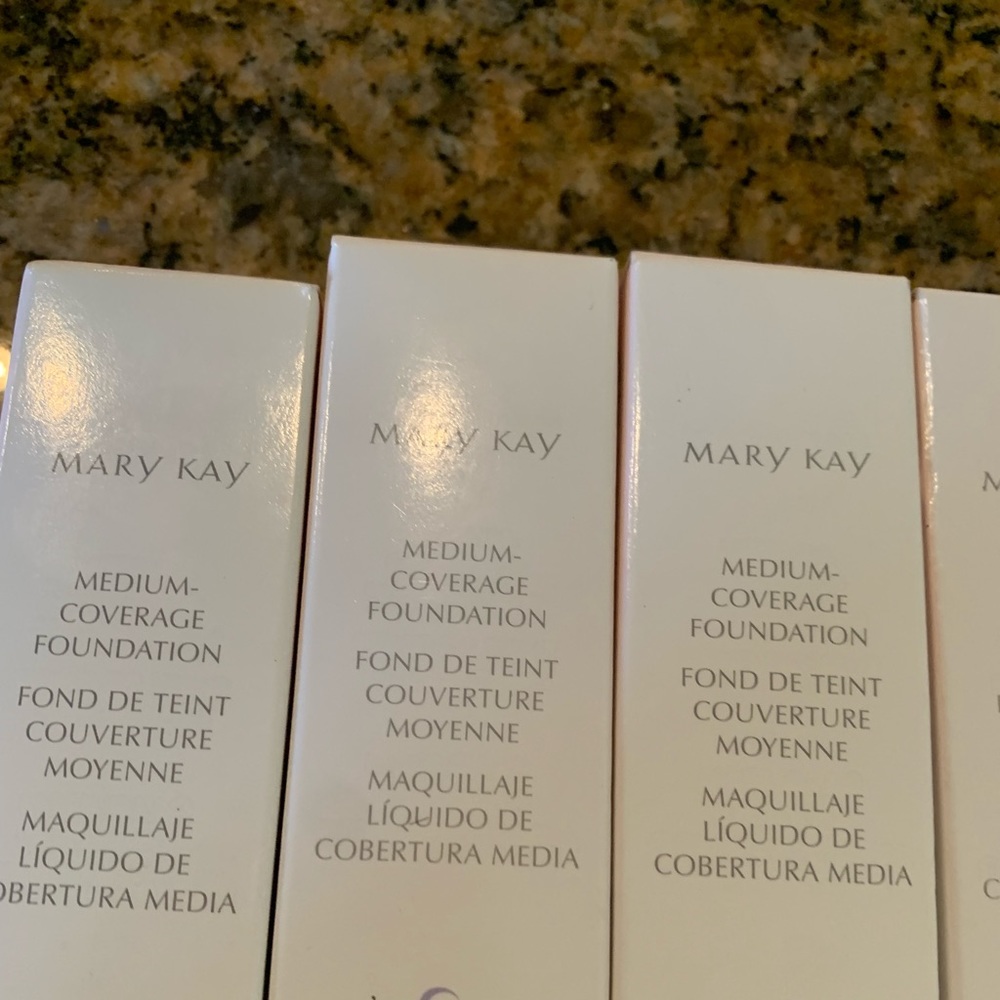 MARY KAY
MEDIUM-
COVERAGE
FOUNDATION
FOND DE TEINT
COUVERTURE
MOYENNE
MAQUILLAJE
LÍQUIDO DE
OBERTURA MEDIA
MARY KAY
MEDIUM-
COVERAGE
FOUNDATION
FOND DE TEINT
COUVERTURE
MOYENNE
MAQUILLAJE
LÍQUIDO DE
COBERTURA MEDIA
MARY KAY
MEDIUM-
COVERAGE
FOUNDATION
FOND DE TEINT
COUVERTURE
MOYENNE
MAQUILLAJE
LÍQUIDO DE
COBERTURA MEDIA